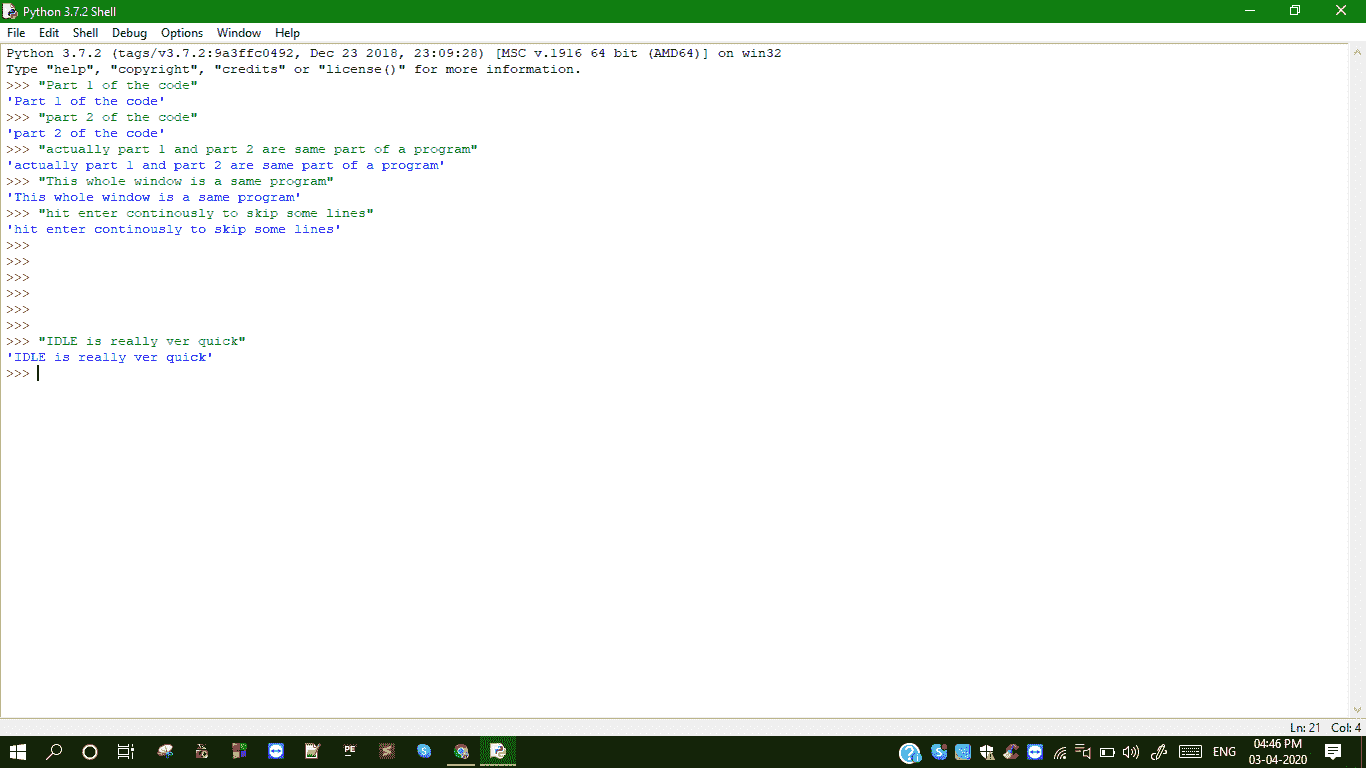 Python 3.7.2 Shell
File Edit Shell Debug Options Window Help
Python 3.7.2 (tags/v3.7.2:9a3ffc0492, Dec 23 2018, 23:09:28) [MSC v.1916 64 bit (AMD64)] on win32
Type "help", "copyright", "credits" or "license()" for more information.
>>> "Part 1 of the code"
'Part 1 of the code'
>>> "part 2 of the code"
'part 2 of the code'
>>> "actually part 1 and part 2 are same part of a program"
'actually part 1 and part 2 are same part of a program'
>>> "This whole window is a same program"
'This whole window is a same program'
>>> "hit enter continously to skip some lines"
'hit enter continously to skip some lines'
>>>
>>>
>>>
>>>
>>>
>>>
>>> "IDLE is really ver quick"
'IDLE is really ver quick'
>>>
Ln: 21 Col: 4
PE
ENG
04:46 PM
03-04-2020